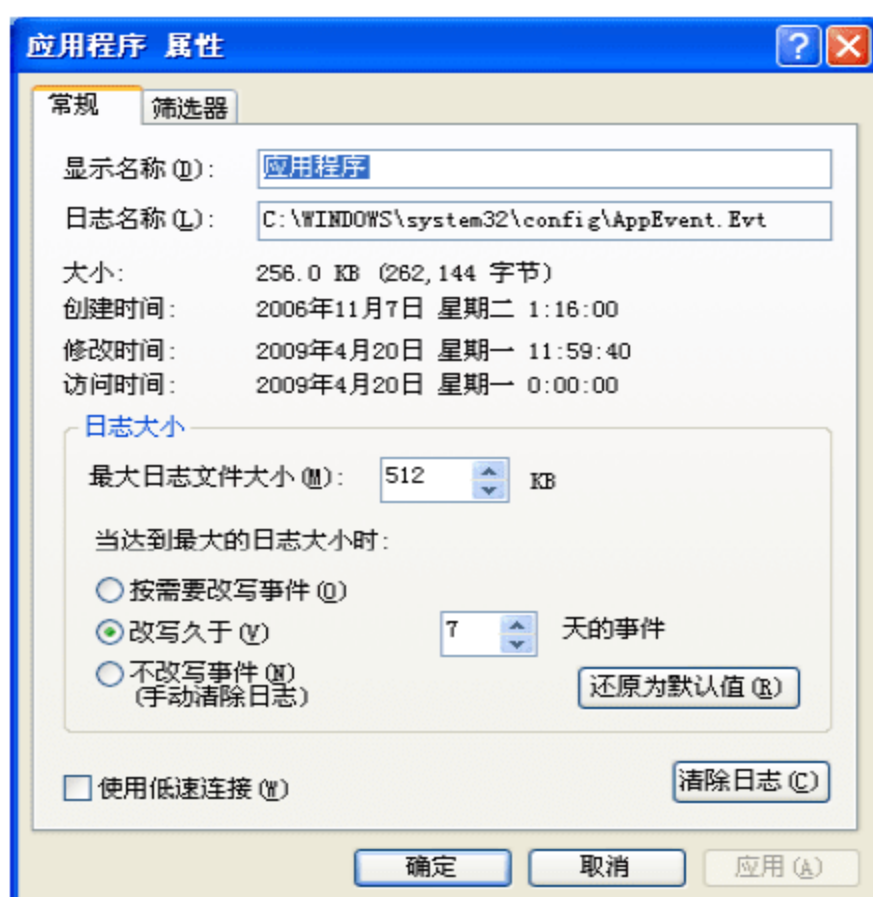 应用程序 属性
常规 筛选器
显示名称(D): 应用程序
日志名称(L): C:\WINDOWS\system32\config\AppEvent.Evt
大小: 256.0 KB (262,144 字节)
创建时间: 2006年11月7日 星期二 1:16:00
修改时间: 2009年4月20日 星期一 11:59:40
访问时间: 2009年4月20日 星期一 0:00:00
日志大小
最大日志文件大小(M): 512 KB
当达到最大的日志大小时:
按需要改写事件(O)
改写久于(V) 7 天的事件
不改写事件(N)
(手动清除日志)
还原为默认值(R)
使用低速连接(W)
清除日志(C)
确定 取消 应用(A)